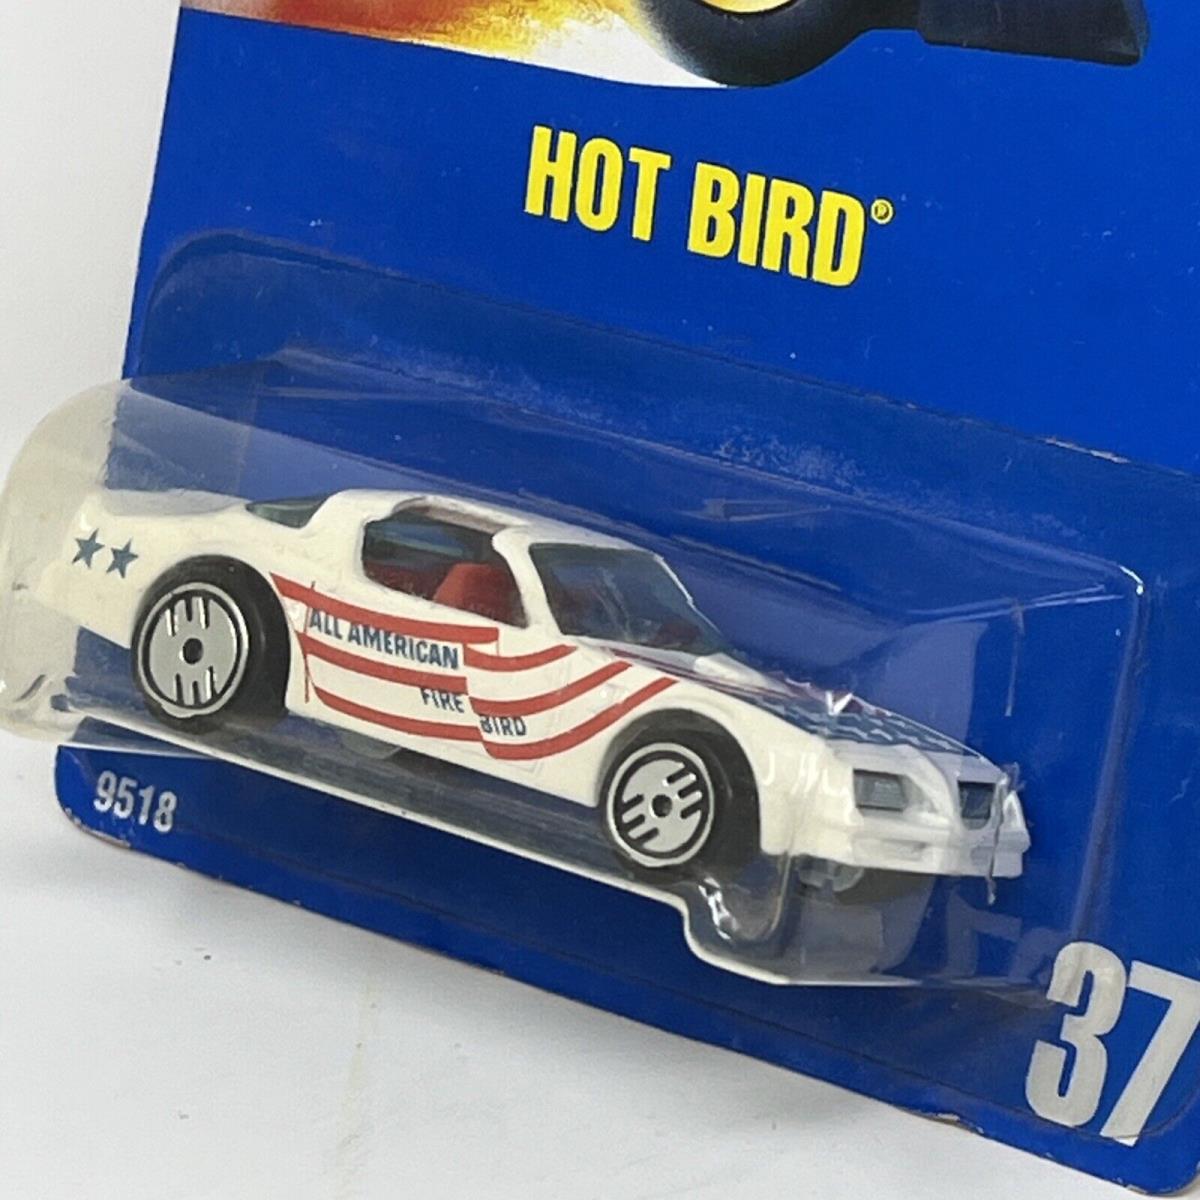 HOT BIRD®
ALL AMERICAN
FIRE
BIRD
9518
37